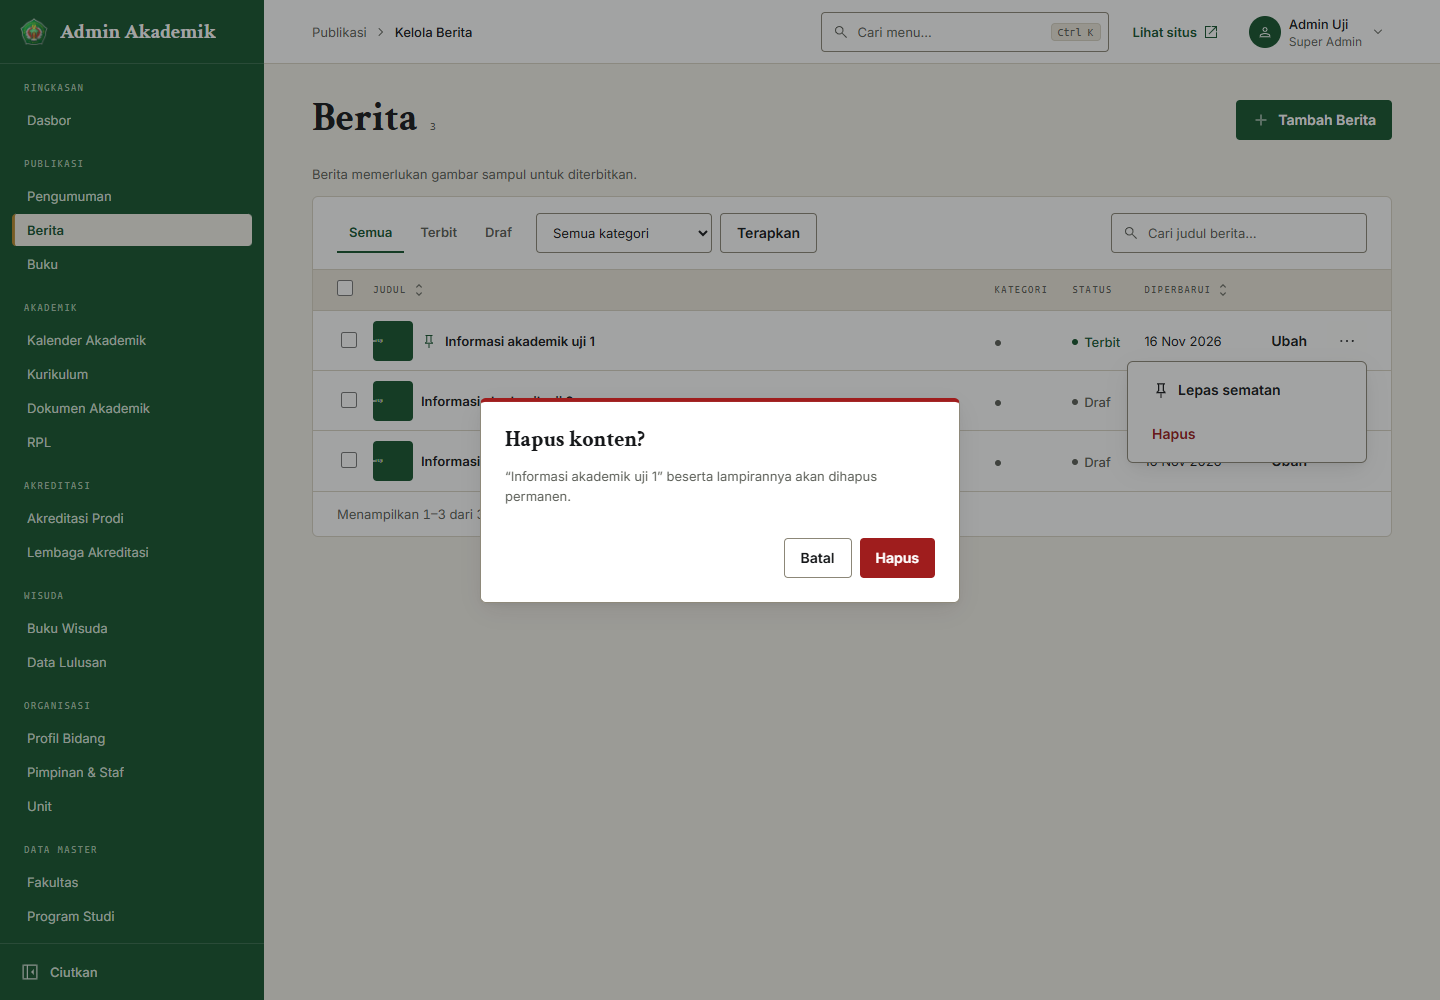 Admin Akademik
RINGKASAN
Dasbor
PUBLIKASI
Pengumuman
Berita
Buku
AKADEMIK
Kalender Akademik
Kurikulum
Dokumen Akademik
RPL
AKREDITASI
Akreditasi Prodi
Lembaga Akreditasi
WISUDA
Buku Wisuda
Data Lulusan
ORGANISASI
Profil Bidang
Pimpinan & Staf
Unit
DATA MASTER
Fakultas
Program Studi
Ciutkan
Publikasi > Kelola Berita
Cari menu... Ctrl K
Lihat situs
Admin Uji
Super Admin
Berita 3
+ Tambah Berita
Berita memerlukan gambar sampul untuk diterbitkan.
Semua Terbit Draf Semua kategori Terapkan Cari judul berita...
JUDUL KATEGORI STATUS DIPERBARUI
Informasi akademik uji 1 Terbit 16 Nov 2026 Ubah ...
Lepas sematan
Hapus
Informasi Draf
Informasi Draf
Menampilkan 1–3 dari
Hapus konten?
“Informasi akademik uji 1” beserta lampirannya akan dihapus
permanen.
Batal Hapus